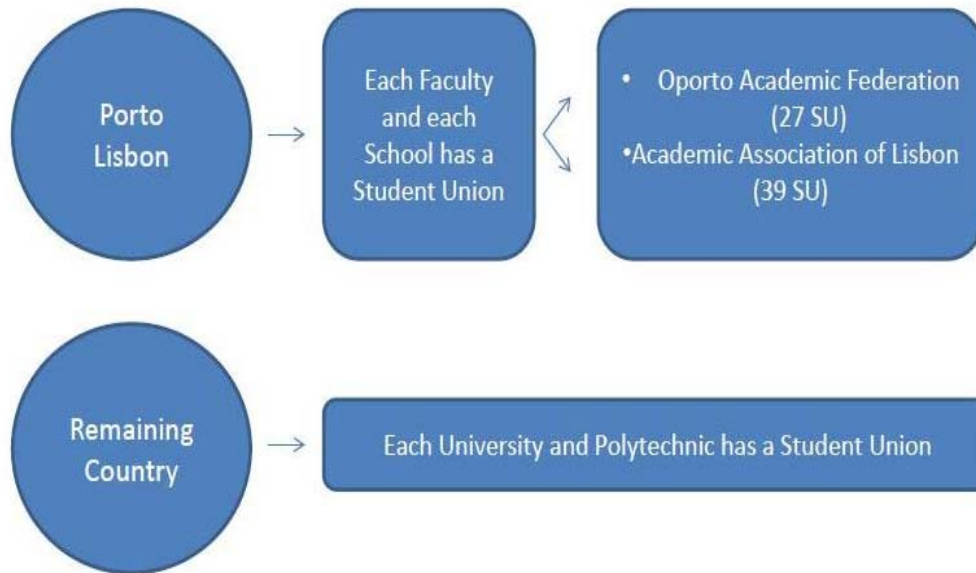 Porto
Lisbon
Each Faculty
and each
School has a
Student Union
• Oporto Academic Federation
(27 SU)
•Academic Association of Lisbon
(39 SU)
Remaining
Country
Each University and Polytechnic has a Student Union